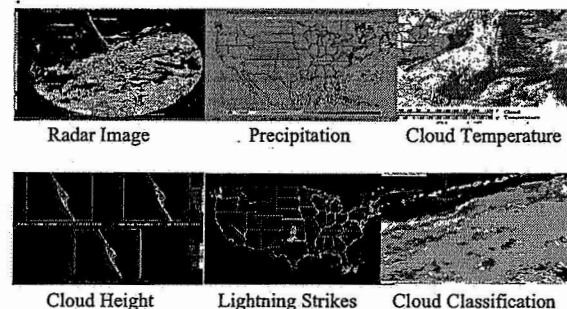 Radar Image Precipitation Cloud Temperature
Cloud Height Lightning Strikes Cloud Classification